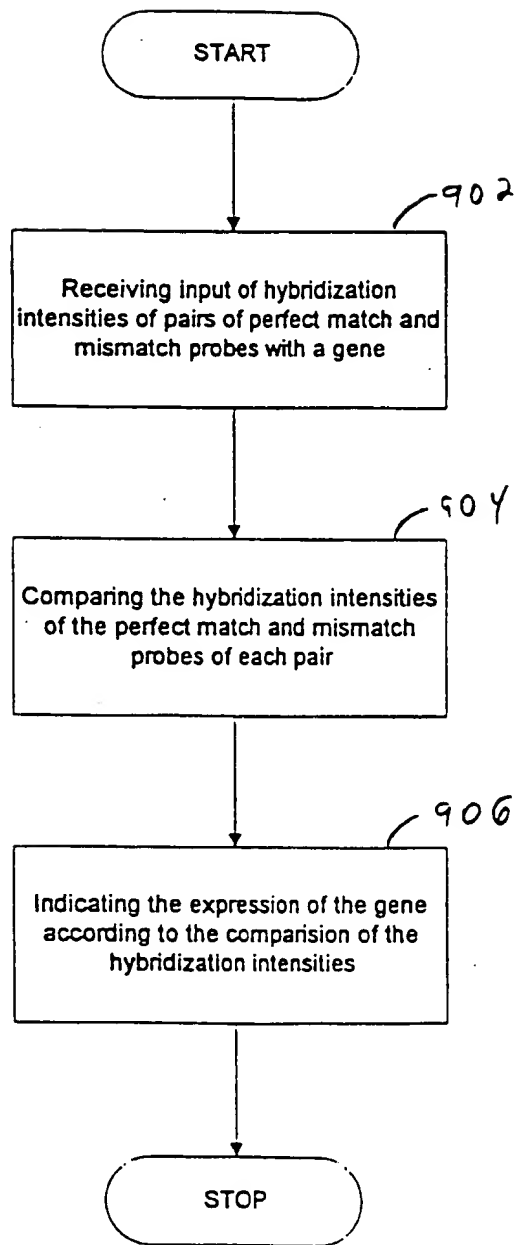 START
902
Receiving input of hybridization
intensities of pairs of perfect match and
mismatch probes with a gene
904
Comparing the hybridization intensities
of the perfect match and mismatch
probes of each pair
906
Indicating the expression of the gene
according to the comparision of the
hybridization intensities
STOP